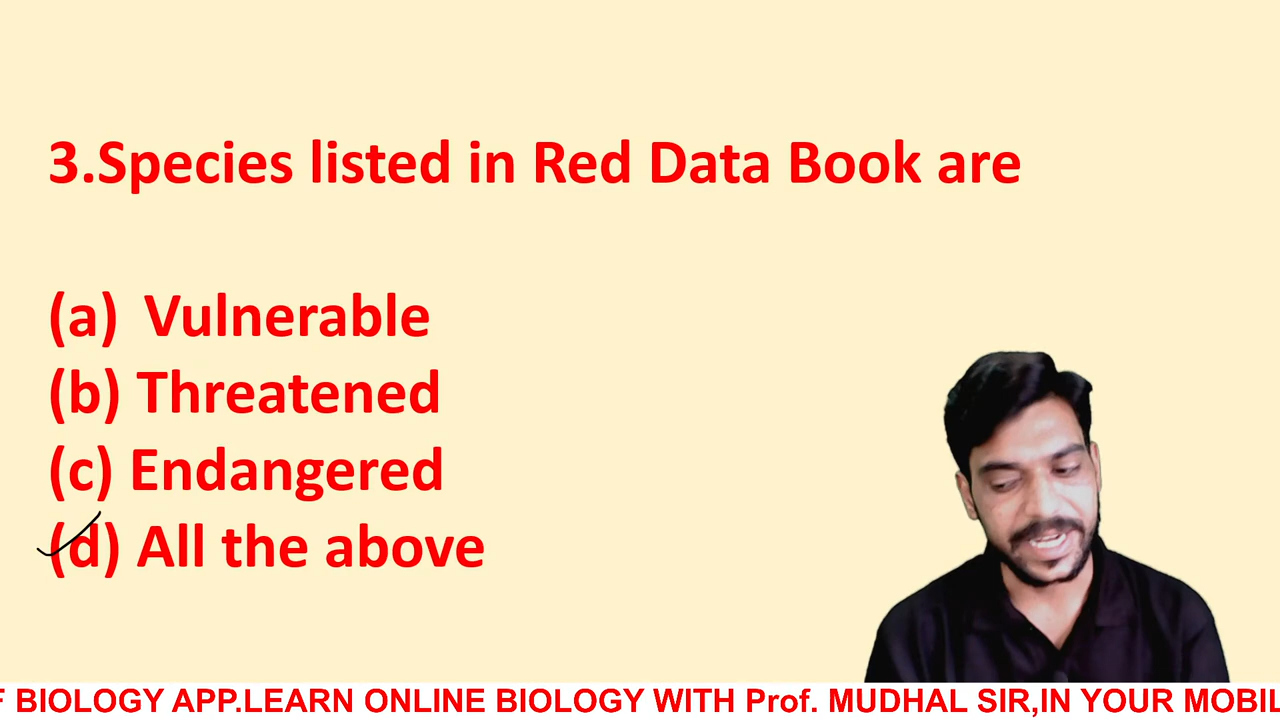 3.Species listed in Red Data Book are
(a) Vulnerable
(b) Threatened
(c) Endangered
(d) All the above
BIOLOGY APP.LEARN ONLINE BIOLOGY WITH Prof. MUDHAL SIR,IN YOUR